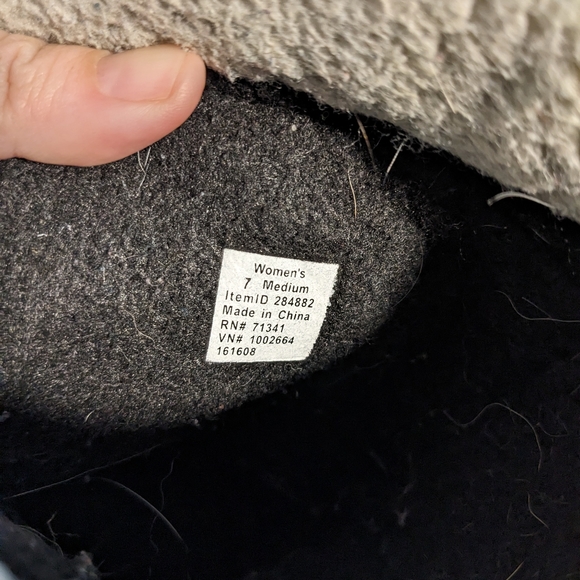 Women's
7 Medium
ItemID 284882
Made in China
RN# 71341
VN# 1002664
161608